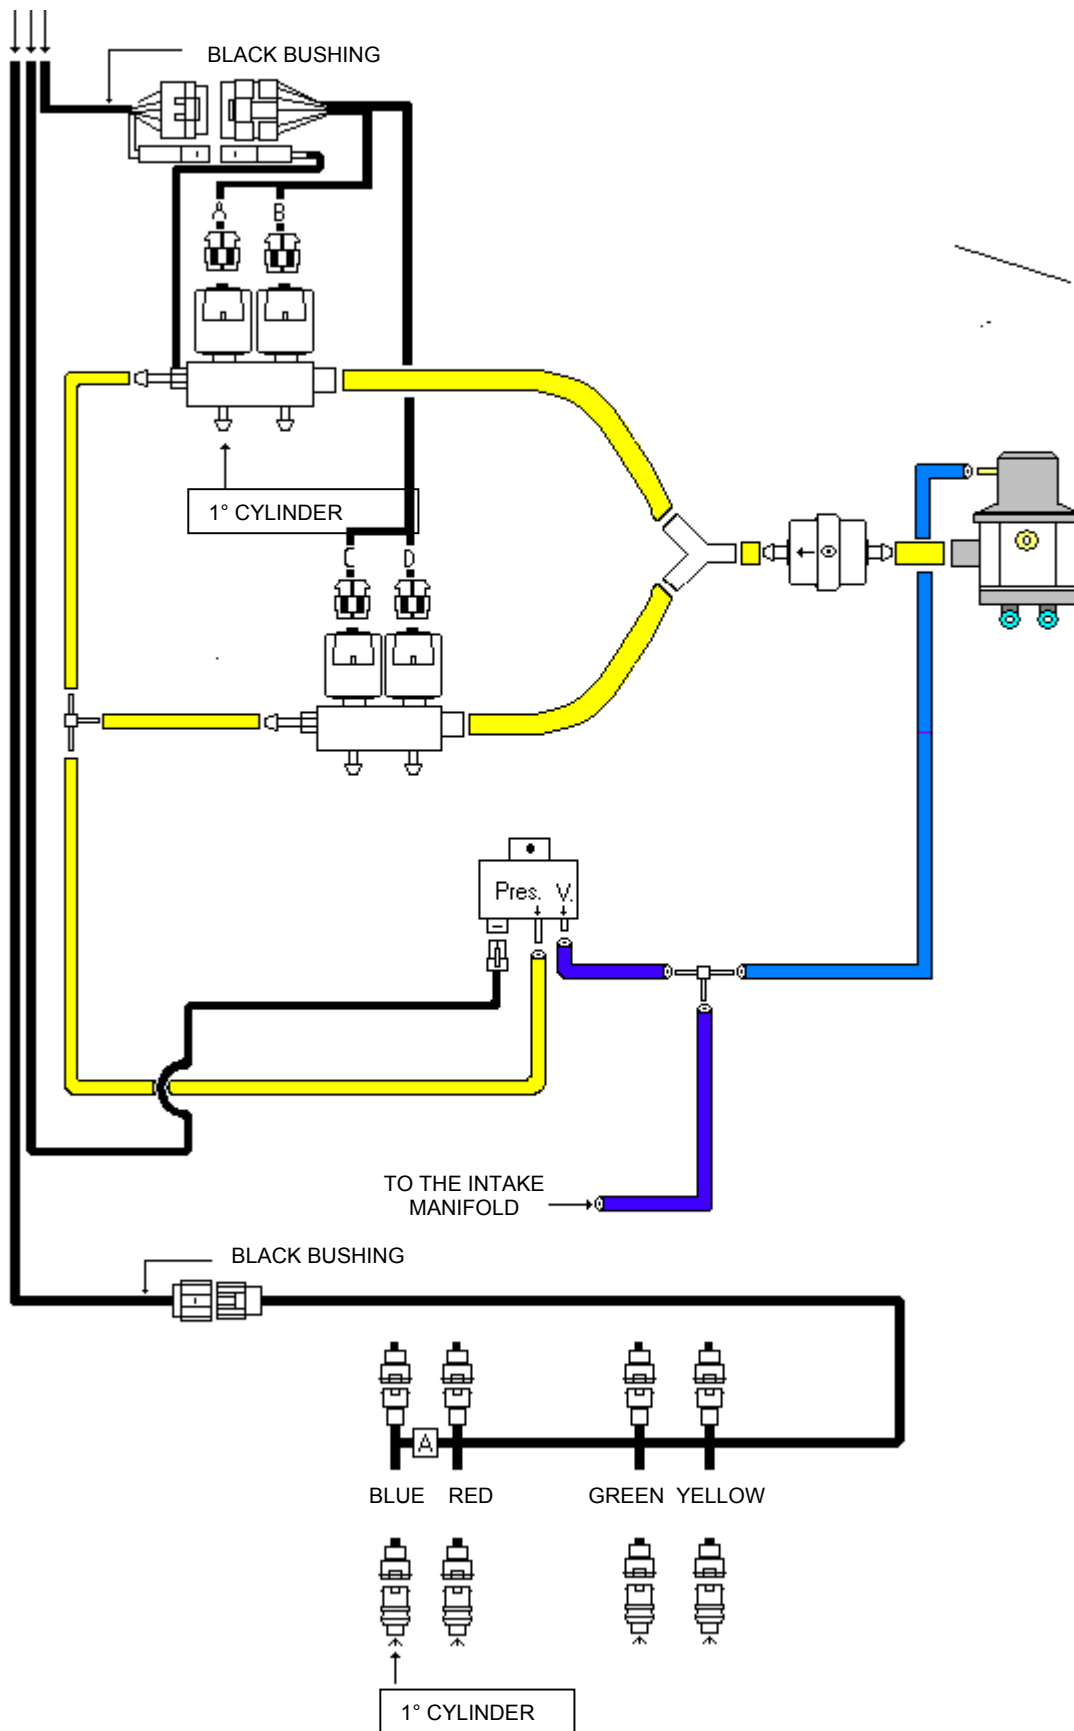 BLACK BUSHING
A B
1° CYLINDER
C D
Pres. V.
TO THE INTAKE
MANIFOLD
BLACK BUSHING
A
BLUE RED GREEN YELLOW
1° CYLINDER